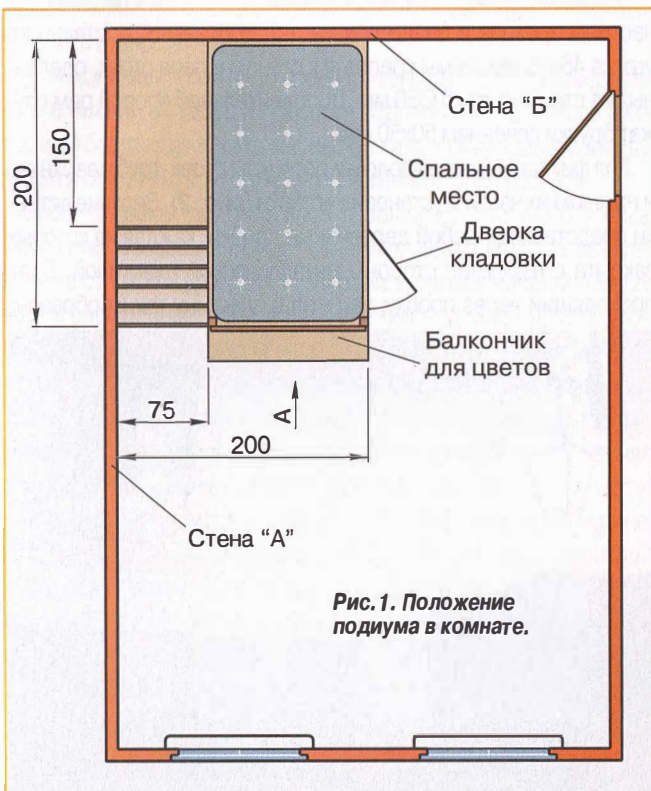 Стена “Б”
Спальное
место
Дверка
кладовки
Балкончик
для цветов
150
200
75
200
А
Стена “А”
Рис. 1. Положение
подиума в комнате.